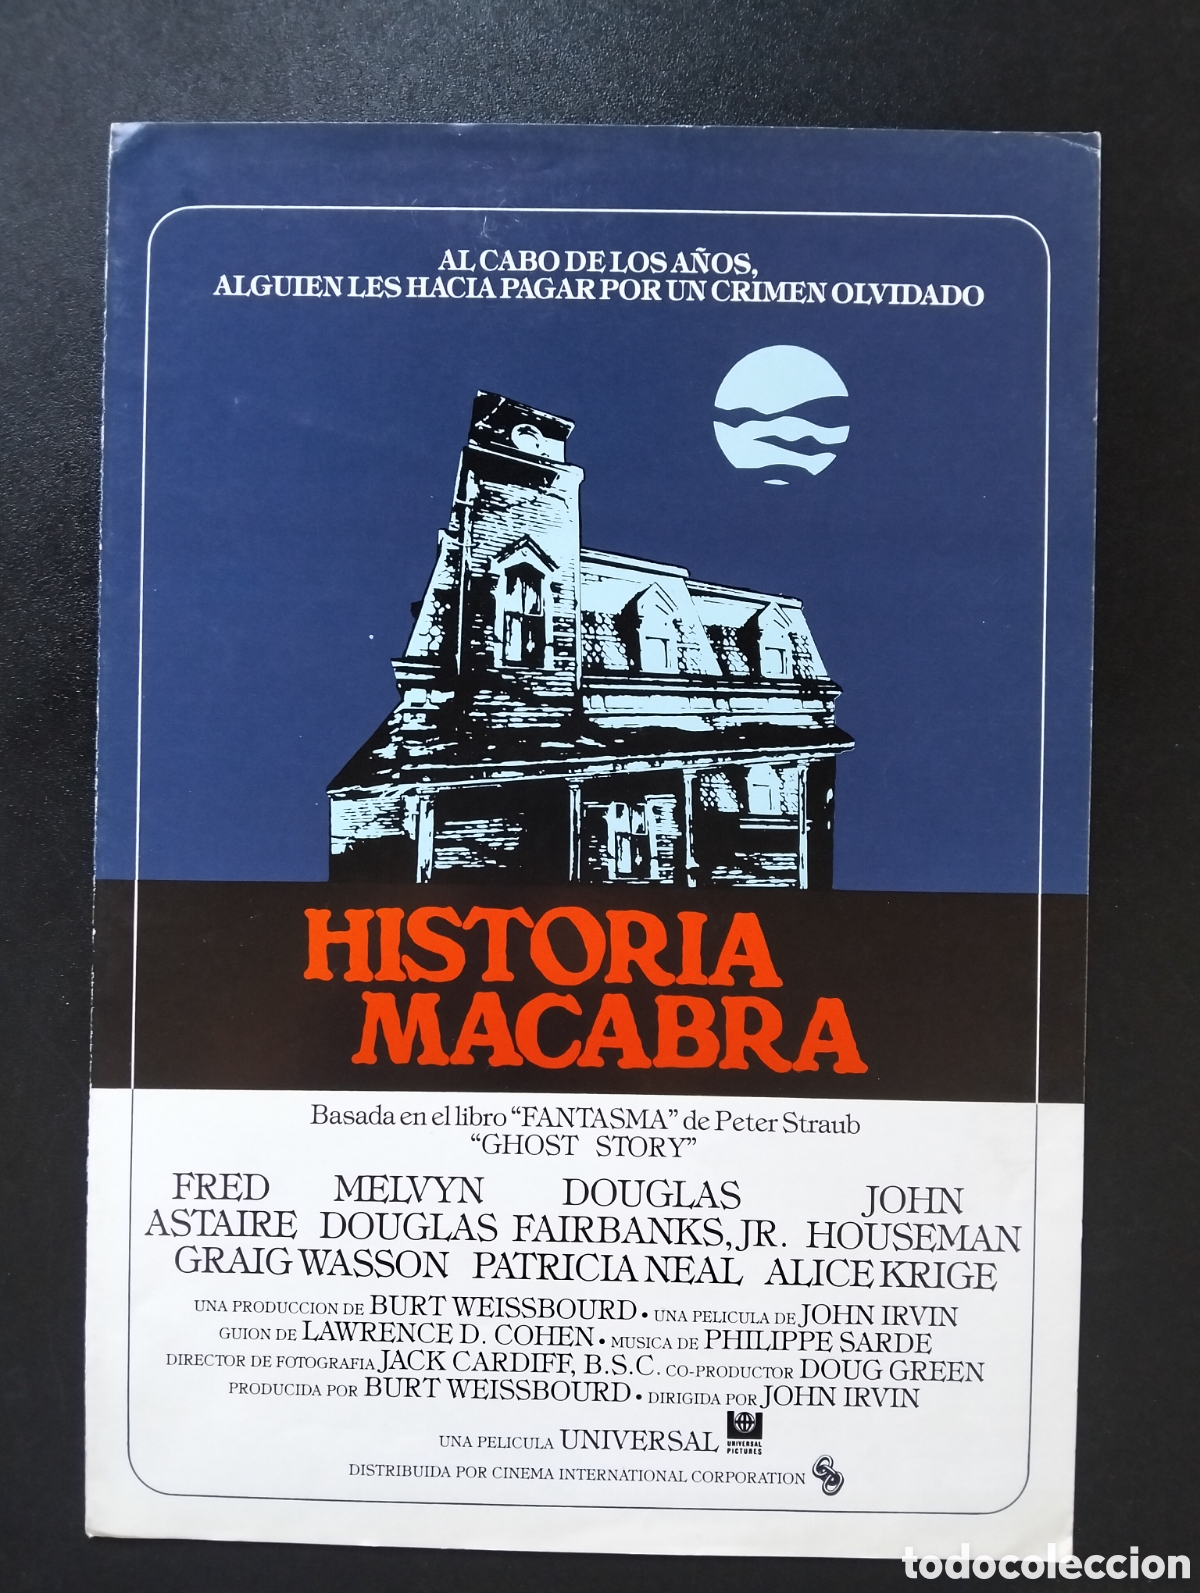 AL CABO DE LOS AÑOS,
ALGUIEN LES HACIA PAGAR POR UN CRIMEN OLVIDADO
HISTORIA
MACABRA
Basada en el libro “FANTASMA” de Peter Straub
“GHOST STORY”
FRED MELVYN DOUGLAS JOHN
ASTAIRE DOUGLAS FAIRBANKS, JR. HOUSEMAN
GRAIG WASSON PATRICIA NEAL ALICE KRIGE
UNA PRODUCCION DE BURT WEISSBOURD • UNA PELICULA DE JOHN IRVIN
GUION DE LAWRENCE D. COHEN • MUSICA DE PHILIPPE SARDE
DIRECTOR DE FOTOGRAFIA JACK CARDIFF, B.S.C. CO-PRODUCTOR DOUG GREEN
PRODUCIDA POR BURT WEISSBOURD • DIRIGIDA POR JOHN IRVIN
UNA PELICULA UNIVERSAL
UNIVERSAL
PICTURES
DISTRIBUIDA POR CINEMA INTERNATIONAL CORPORATION
todocoleccion